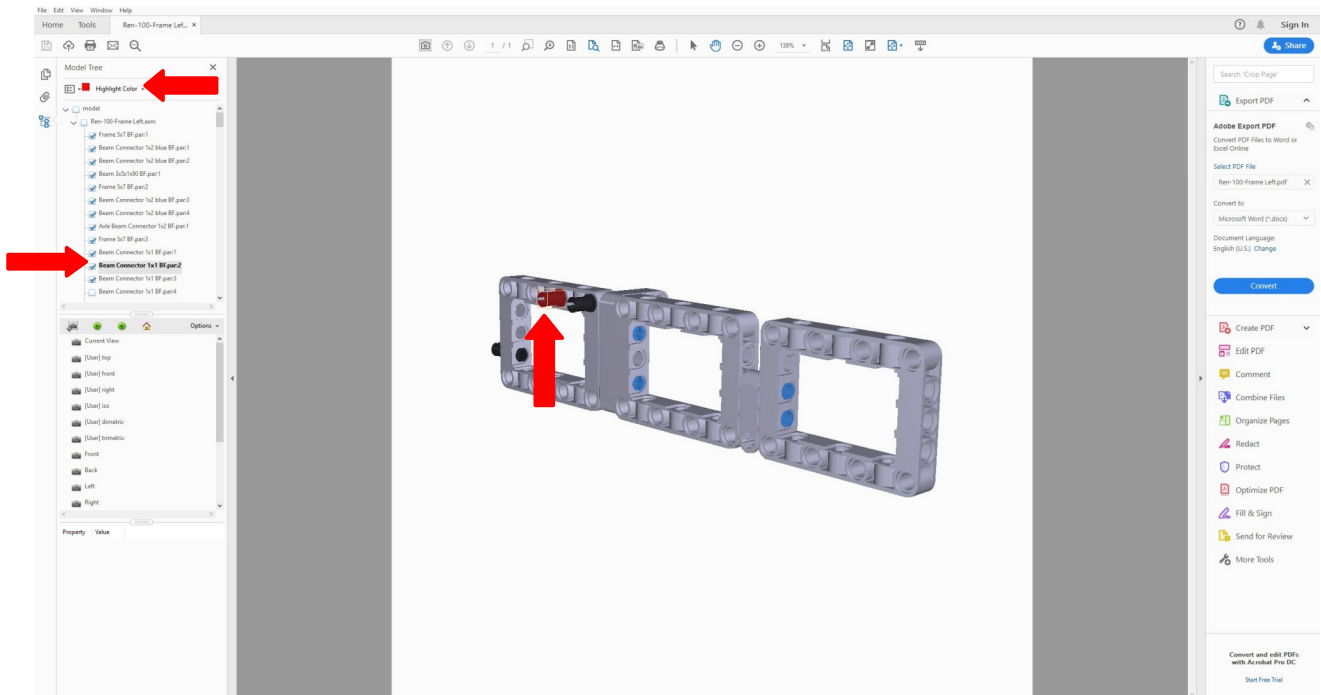 File Edit View Window Help
Home Tools Ren-100-Frame Lef... × Sign In
1 / 1 139% Share
Model Tree ×
Highlight Color
model
Ren-100-Frame Left.asm
Frame 5x7 BF.par:1
Beam Connector 1x2 blue BF.par:1
Beam Connector 1x2 blue BF.par:2
Beam 3x5x1x90 BF.par:1
Frame 5x7 BF.par:2
Beam Connector 1x2 blue BF.par:3
Beam Connector 1x2 blue BF.par:4
Axle Beam Connector 1x2 BF.par:1
Frame 5x7 BF.par:3
Beam Connector 1x1 BF.par:1
Beam Connector 1x1 BF.par:2
Beam Connector 1x1 BF.par:3
Beam Connector 1x1 BF.par:4
Options
Current View
[User] top
[User] front
[User] right
[User] iso
[User] dimetric
[User] trimetric
Front
Back
Left
Right
Property Value
Search 'Crop Page'
Export PDF
Adobe Export PDF
Convert PDF Files to Word or
Excel Online
Select PDF File
Ren-100-Frame Left.pdf ×
Convert to
Microsoft Word (*.docx)
Document Language:
English (U.S.) Change
Convert
Create PDF
Edit PDF
Comment
Combine Files
Organize Pages
Redact
Protect
Optimize PDF
Fill & Sign
Send for Review
More Tools
Convert and edit PDFs
with Acrobat Pro DC
Start Free Trial